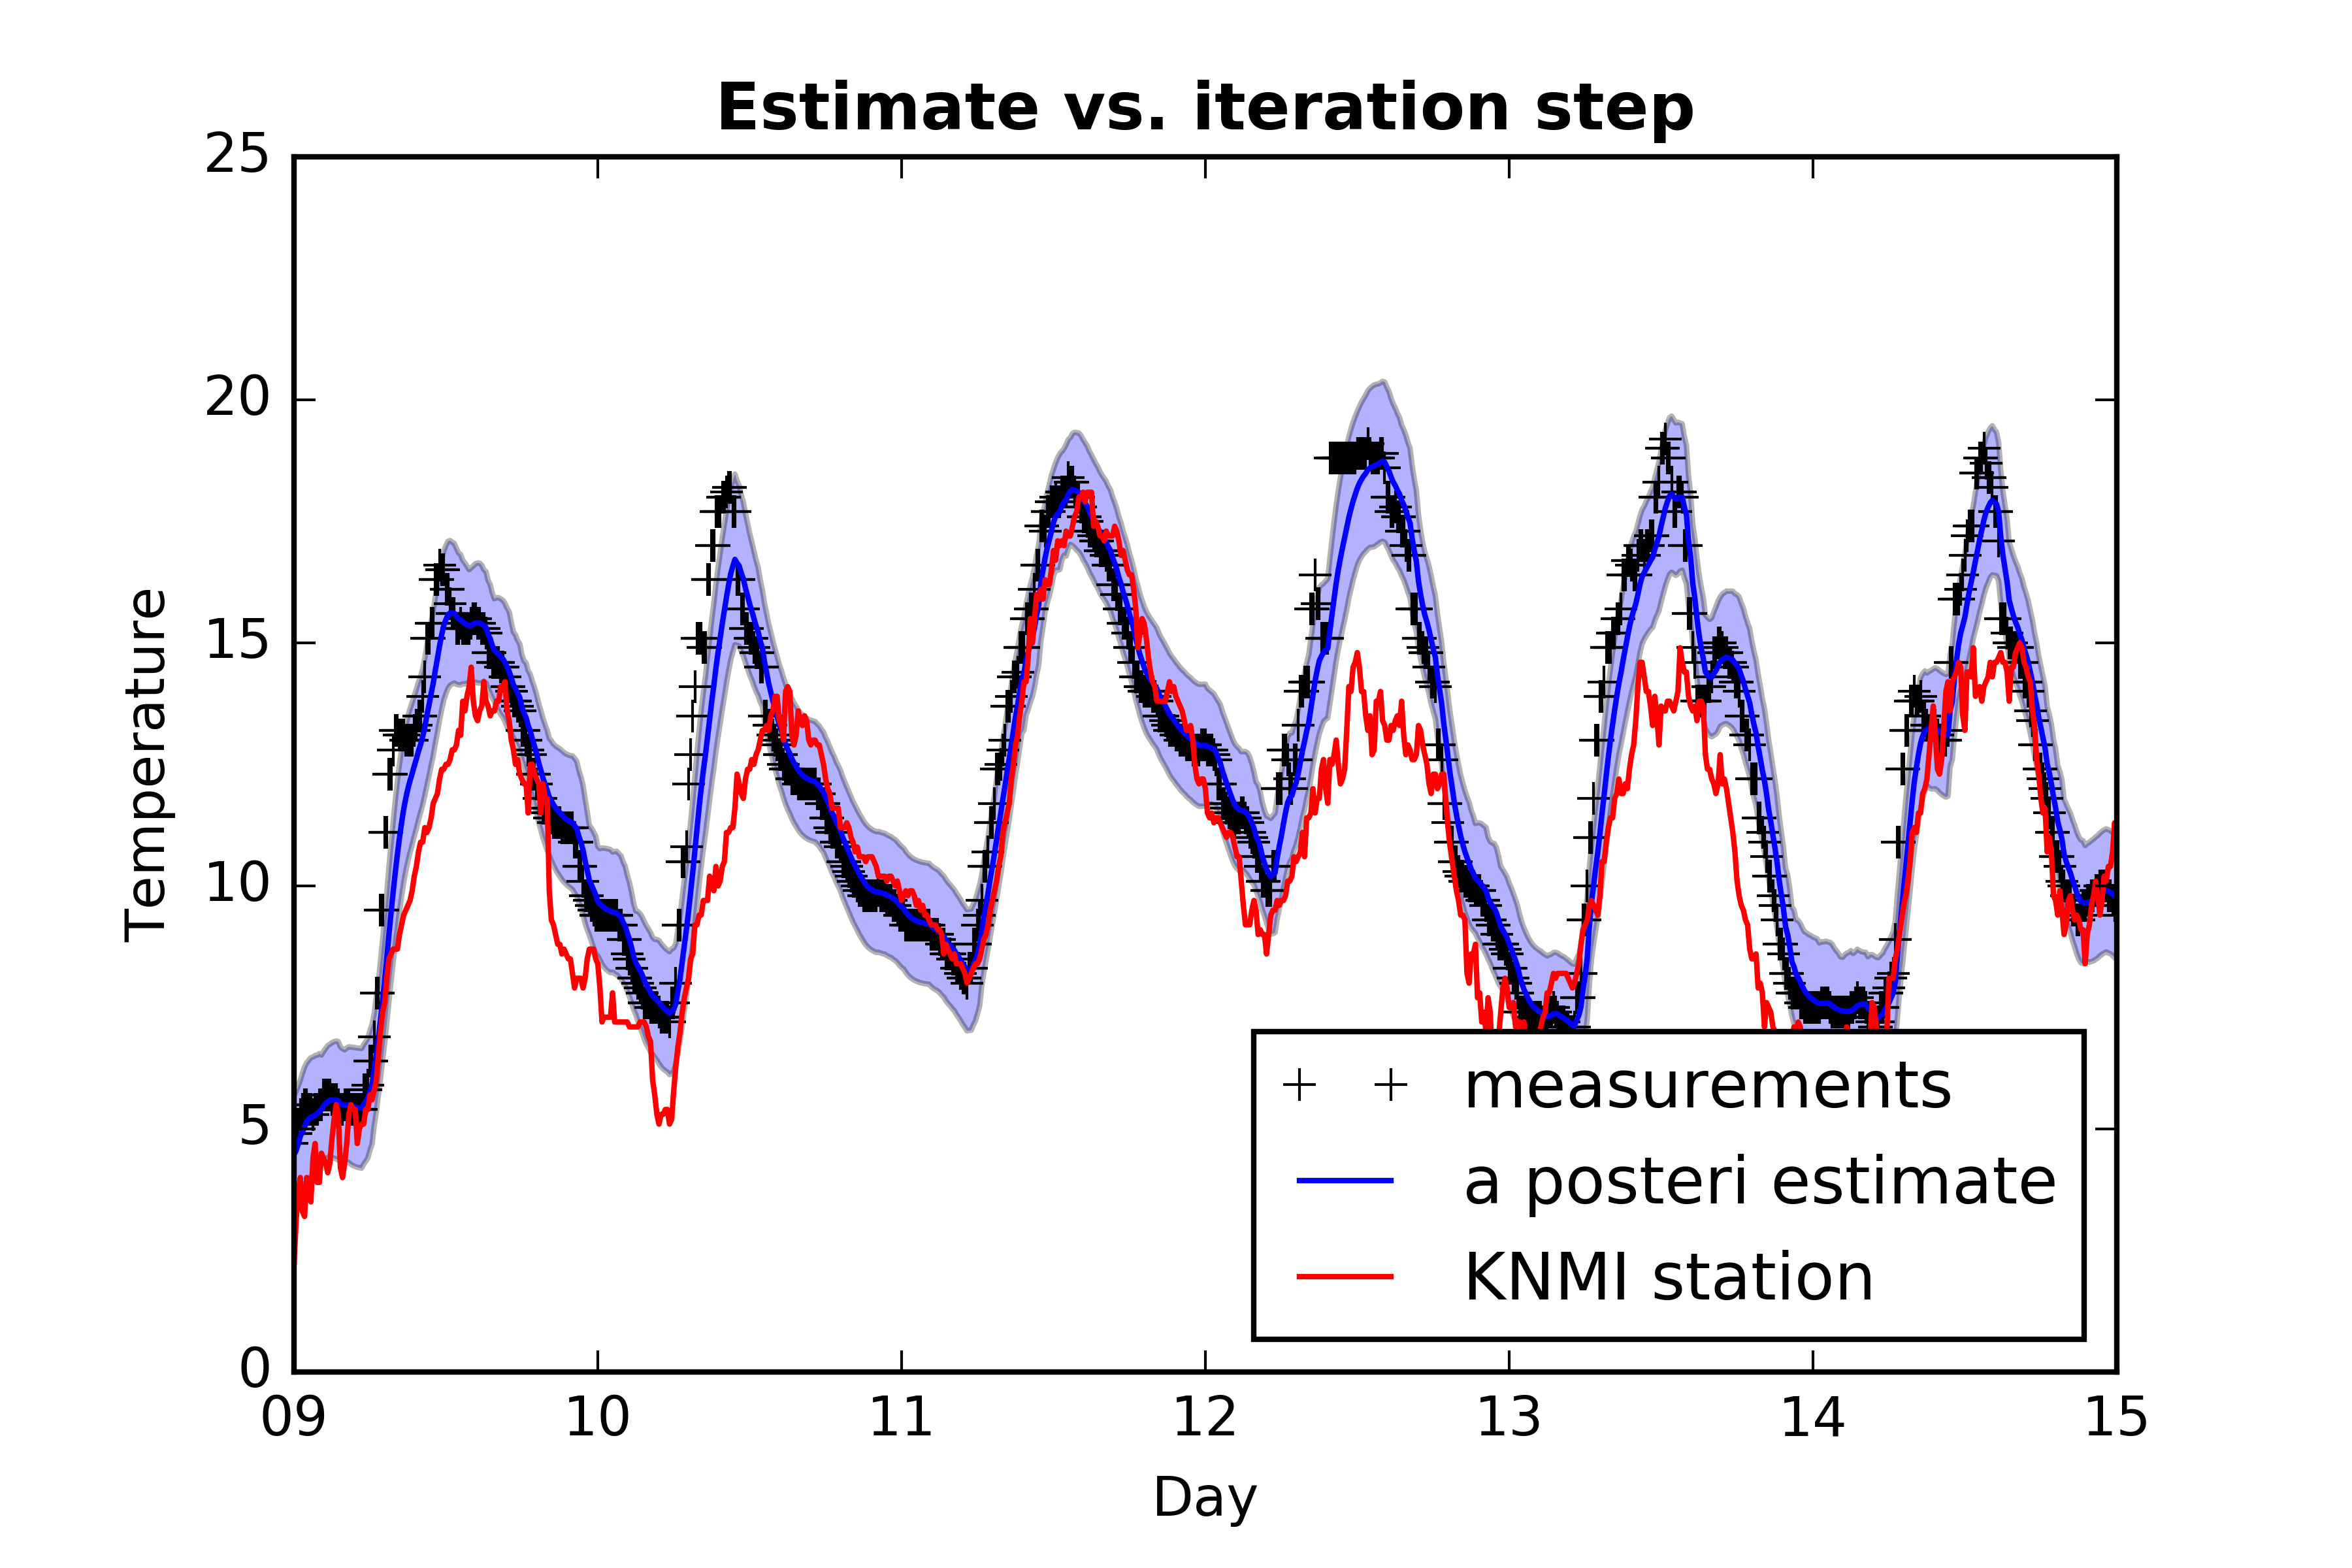 Estimate vs. iteration step
25
20
15
10
5
0
Temperature
09 10 11 12 13 14 15
Day
measurements
a posteri estimate
KNMI station